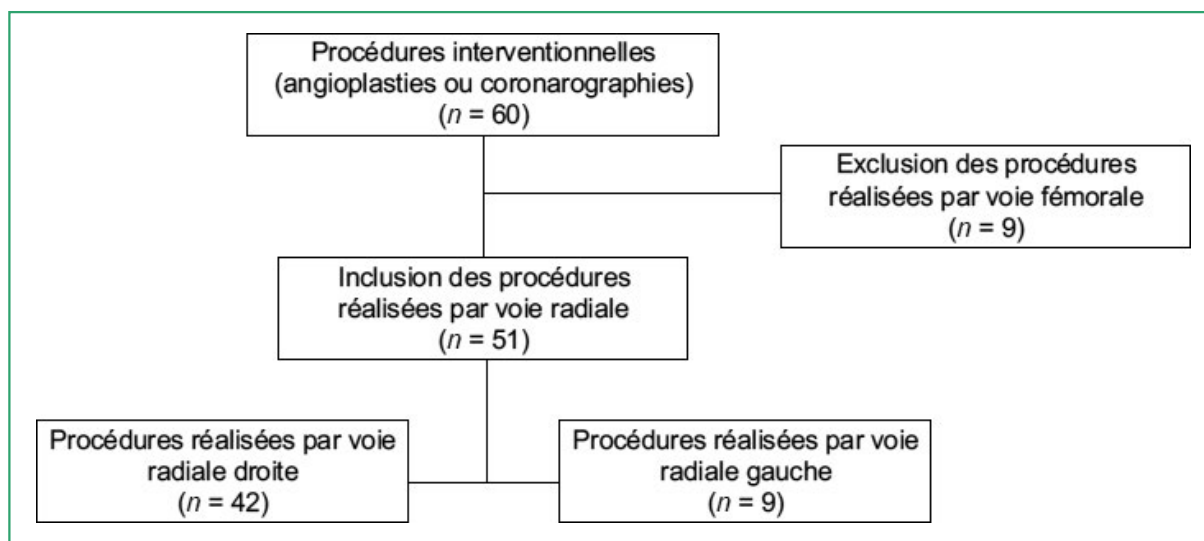 Procédures interventionnelles
(angioplasties ou coronarographies)
(n = 60)
Exclusion des procédures
réalisées par voie fémorale
(n = 9)
Inclusion des procédures
réalisées par voie radiale
(n = 51)
Procédures réalisées par voie
radiale droite
(n = 42)
Procédures réalisées par voie
radiale gauche
(n = 9)